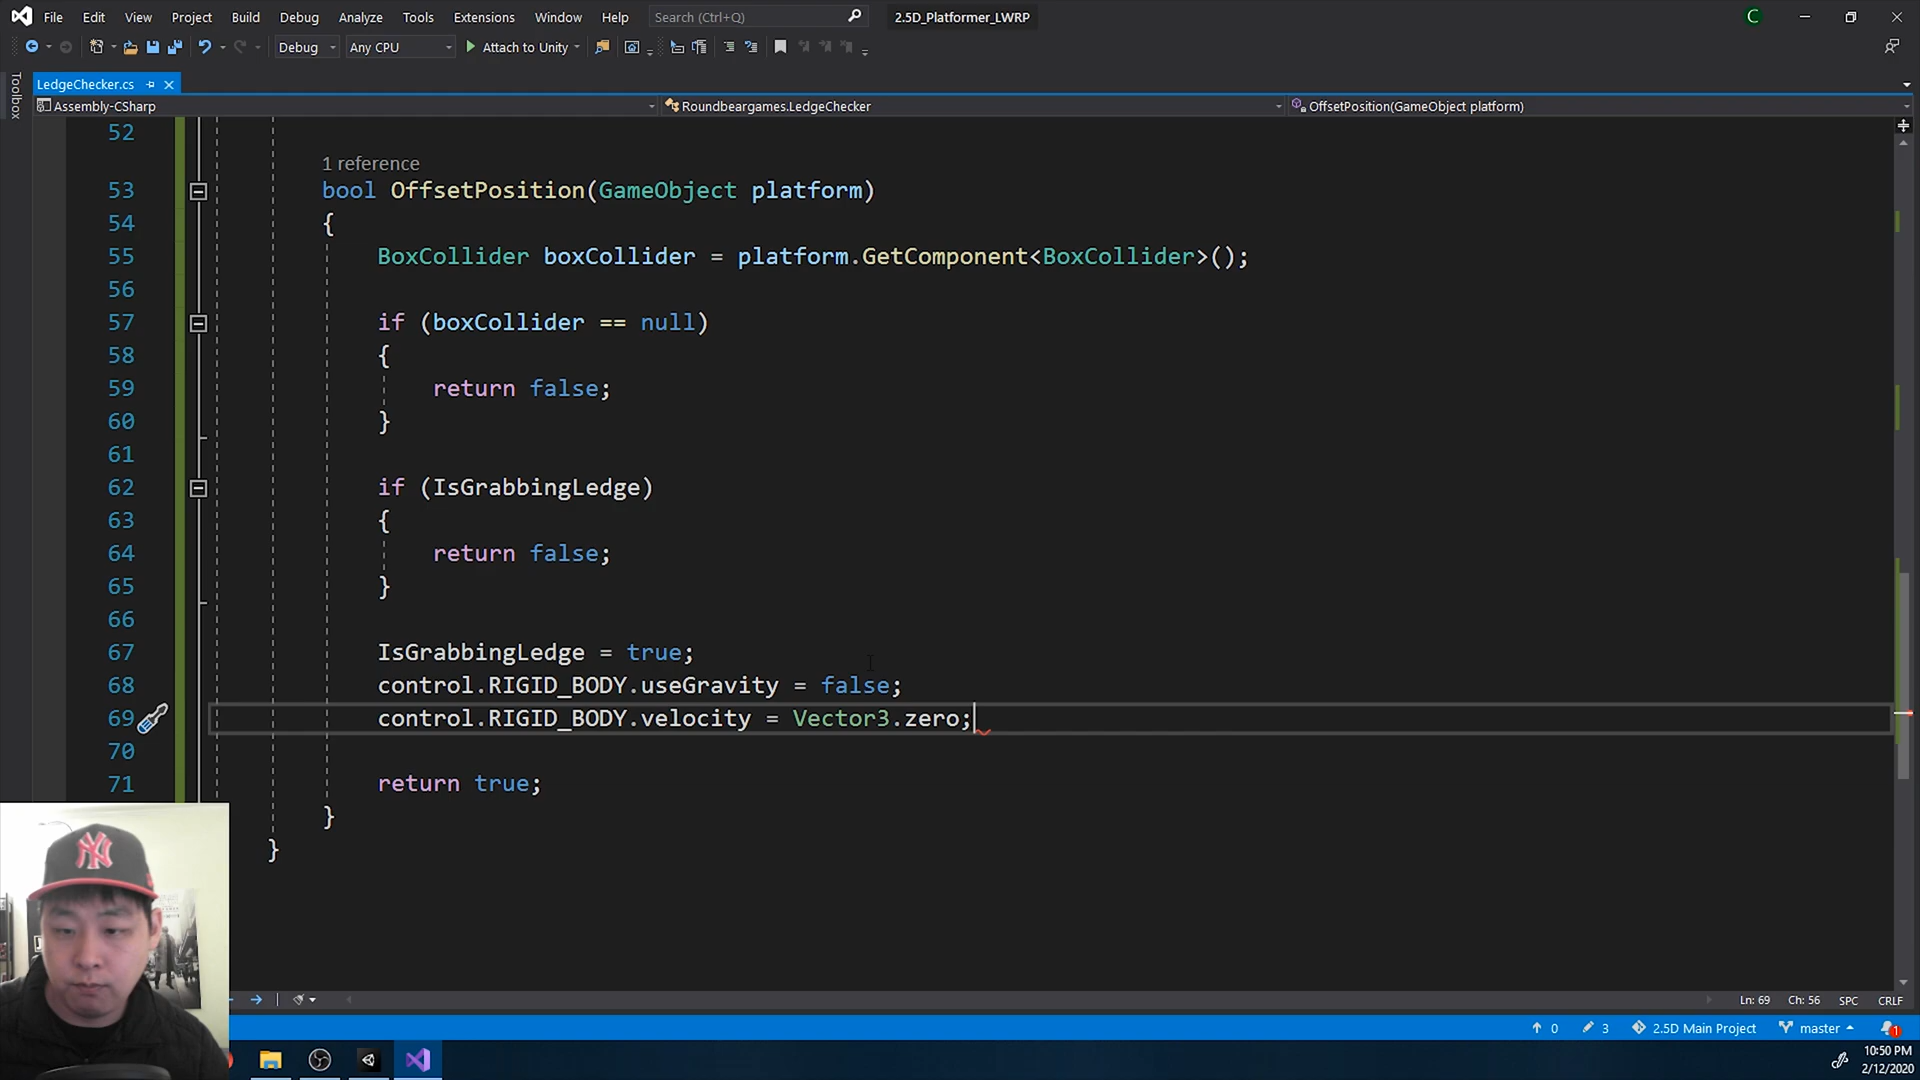 File Edit View Project Build Debug Analyze Tools Extensions Window Help Search (Ctrl+Q) 2.5D_Platformer_LWRP C
Debug Any CPU Attach to Unity
Toolbox
LedgeChecker.cs
Assembly-CSharp Roundbeargames.LedgeChecker OffsetPosition(GameObject platform)
52
1 reference
53 bool OffsetPosition(GameObject platform)
54 {
55 BoxCollider boxCollider = platform.GetComponent<BoxCollider>();
56
57 if (boxCollider == null)
58 {
59 return false;
60 }
61
62 if (IsGrabbingLedge)
63 {
64 return false;
65 }
66
67 IsGrabbingLedge = true;
68 control.RIGID_BODY.useGravity = false;
69 control.RIGID_BODY.velocity = Vector3.zero;
70
71 return true;
}
}
NY
Ln: 69 Ch: 56 SPC CRLF
0 3 2.5D Main Project master 1
10:50 PM
2/12/2020